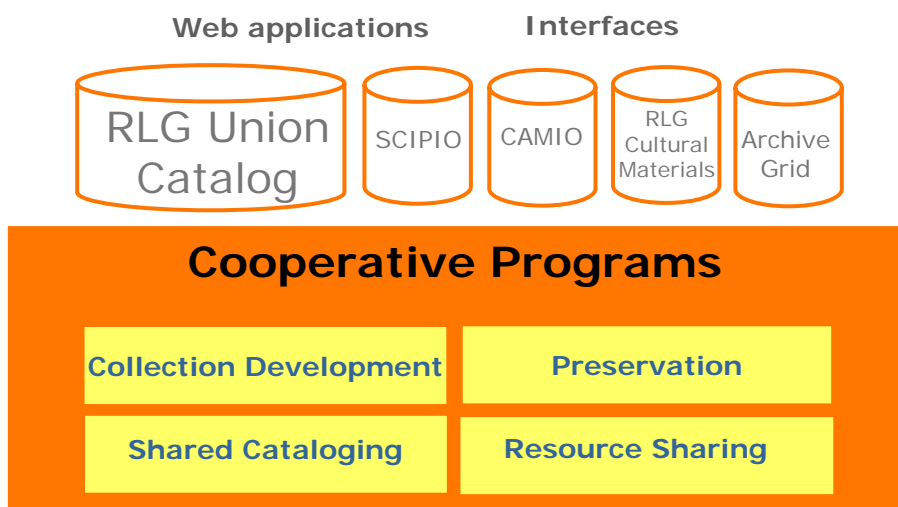 Web applications
Interfaces
RLG Union
Catalog
SCIPIO
CAMIO
RLG
Cultural
Materials
Archive
Grid
Cooperative Programs
Collection Development
Preservation
Shared Cataloging
Resource Sharing